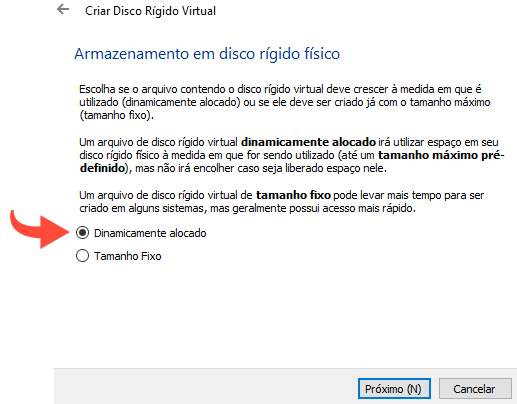 Criar Disco Rígido Virtual
Armazenamento em disco rígido físico
Escolha se o arquivo contendo o disco rígido virtual deve crescer à medida em que é
utilizado (dinamicamente alocado) ou se ele deve ser criado já com o tamanho máximo
(tamanho fixo).
Um arquivo de disco rígido virtual dinamicamente alocado irá utilizar espaço em seu
disco rígido físico à medida em que for sendo utilizado (até um tamanho máximo pré-
definido), mas não irá encolher caso seja liberado espaço nele.
Um arquivo de disco rígido virtual de tamanho fixo pode levar mais tempo para ser
criado em alguns sistemas, mas geralmente possui acesso mais rápido.
Dinamicamente alocado
Tamanho Fixo
Próximo (N)
Cancelar